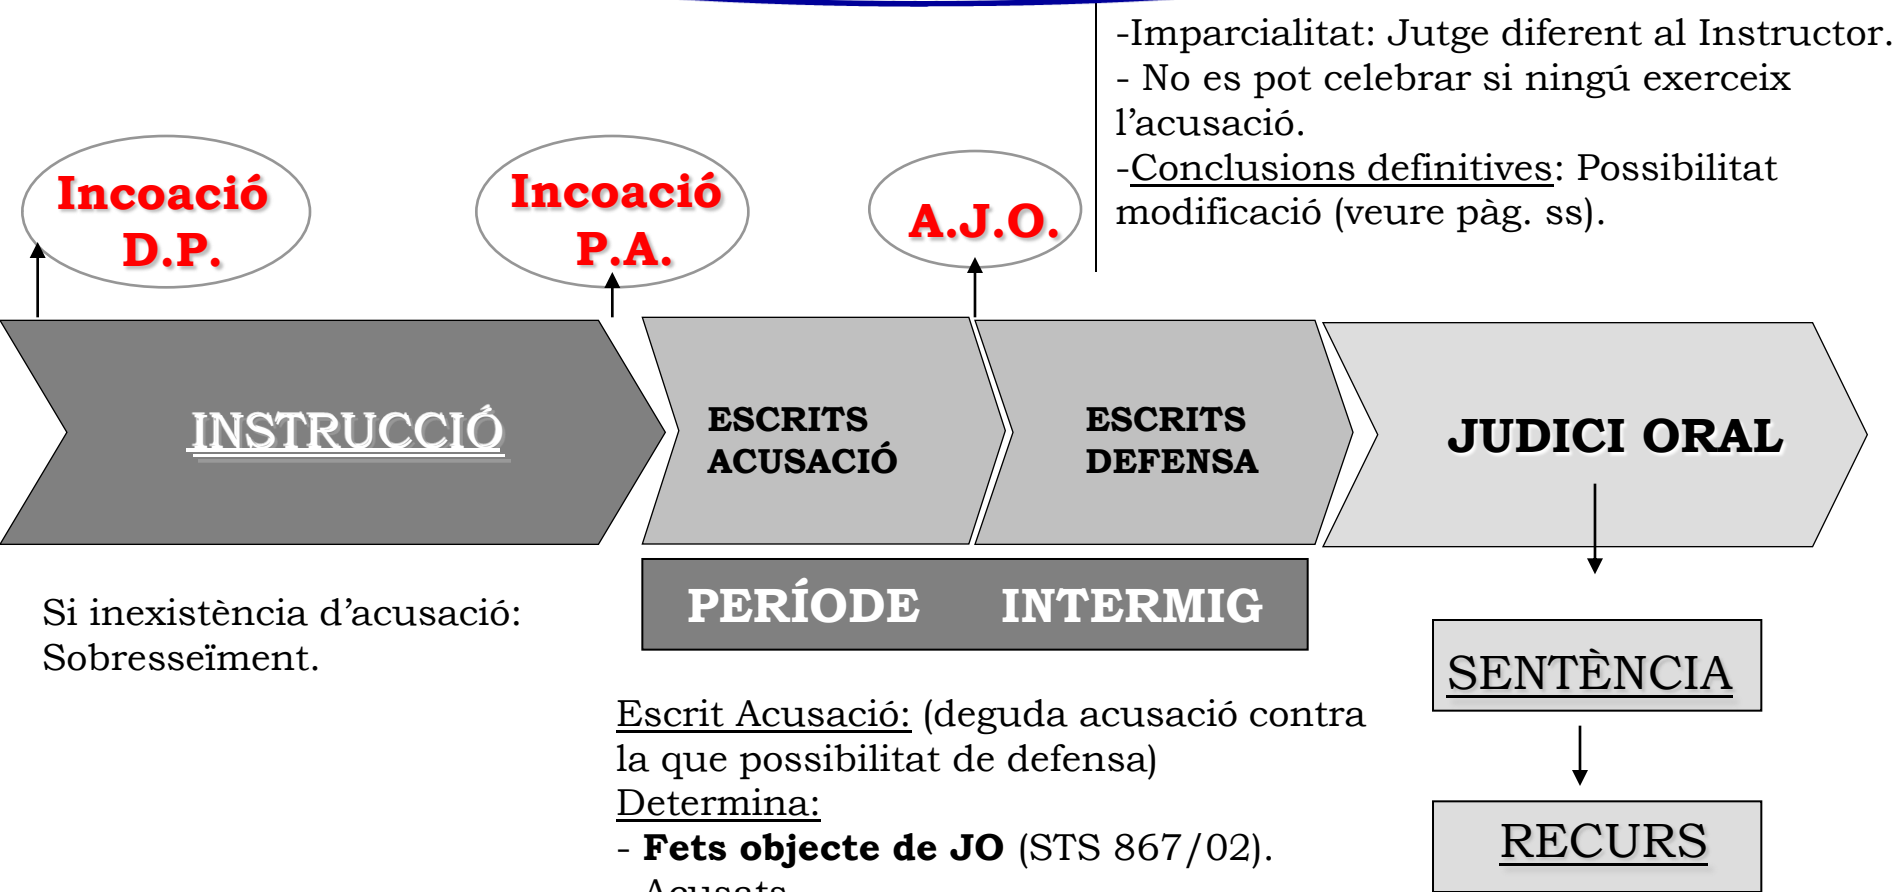 -Imparcialitat: Jutge diferent al Instructor.
- No es pot celebrar si ningú exerceix
l’acusació.
-Conclusions definitives: Possibilitat
modificació (veure pàg. ss).
Incoació
D.P.
Incoació
P.A.
A.J.O.
INSTRUCCIÓ
ESCRITS
ACUSACIÓ
ESCRITS
DEFENSA
JUDICI ORAL
PERÍODE INTERMIG
Si inexistència d’acusació:
Sobresseïment.
SENTÈNCIA
RECURS
Escrit Acusació: (deguda acusació contra
la que possibilitat de defensa)
Determina:
- Fets objecte de JO (STS 867/02).
- Acusats